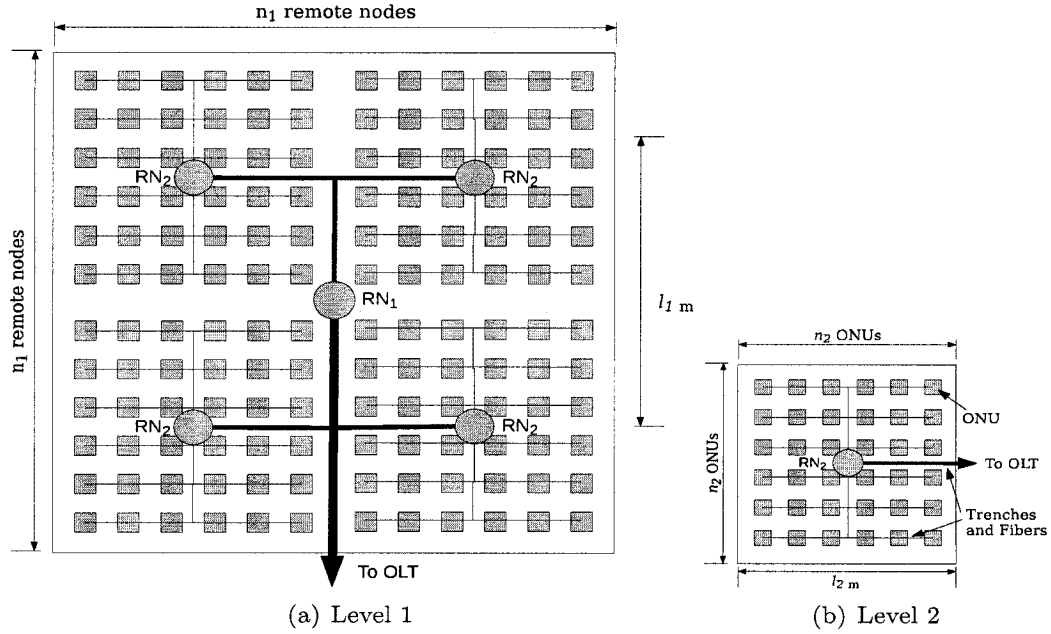 n₁ remote nodes
n₁ remote nodes
RN₂
RN₂
RN₁
l₁ m
RN₂
RN₂
To OLT
(a) Level 1
n₂ ONUs
n₂ ONUs
ONU
RN₂
To OLT
Trenches
and Fibers
l₂ m
(b) Level 2